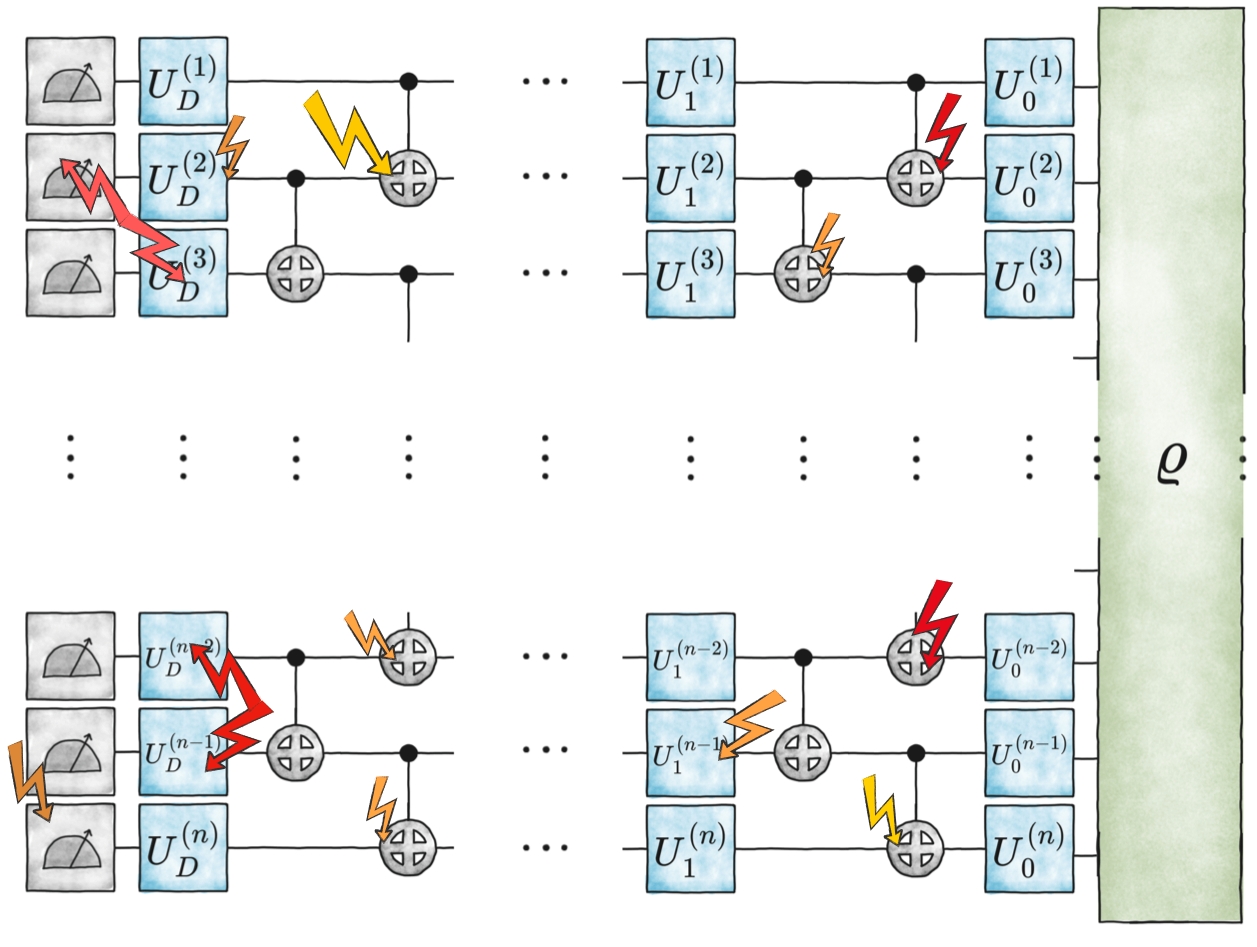 U_D^{(1)} ⋯ U_1^{(1)} U_0^{(1)}
U_D^{(2)} ⋯ U_1^{(2)} U_0^{(2)}
U_D^{(3)} U_1^{(3)} U_0^{(3)}
⋮ ⋮ ⋮ ⋮ ⋮ ⋮ ⋮ ⋮ ⋮ ⋮ ϱ ⋮
U_D^{(n-2)} ⋯ U_1^{(n-2)} U_0^{(n-2)}
U_D^{(n-1)} U_1^{(n-1)} U_0^{(n-1)}
U_D^{(n)} ⋯ U_1^{(n)} U_0^{(n)}